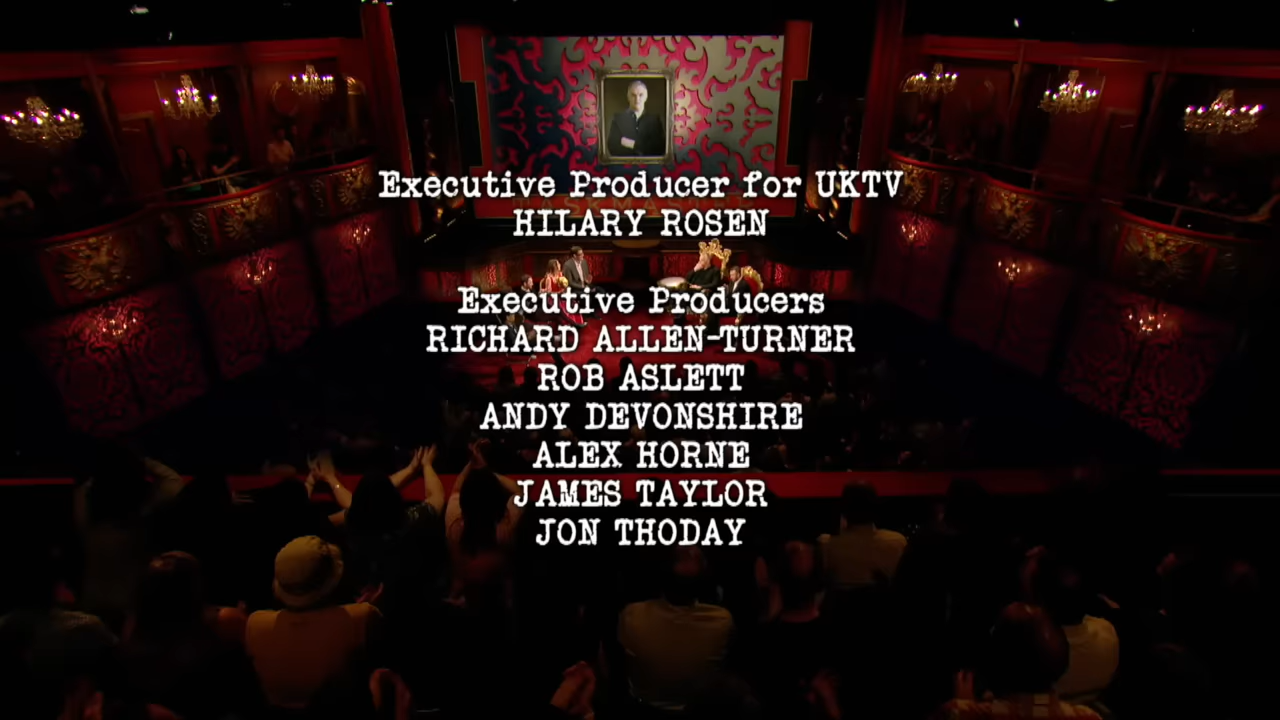 Executive Producer for UKTV
HILARY ROSEN
Executive Producers
RICHARD ALLEN-TURNER
ROB ASLETT
ANDY DEVONSHIRE
ALEX HORNE
JAMES TAYLOR
JON THODAY